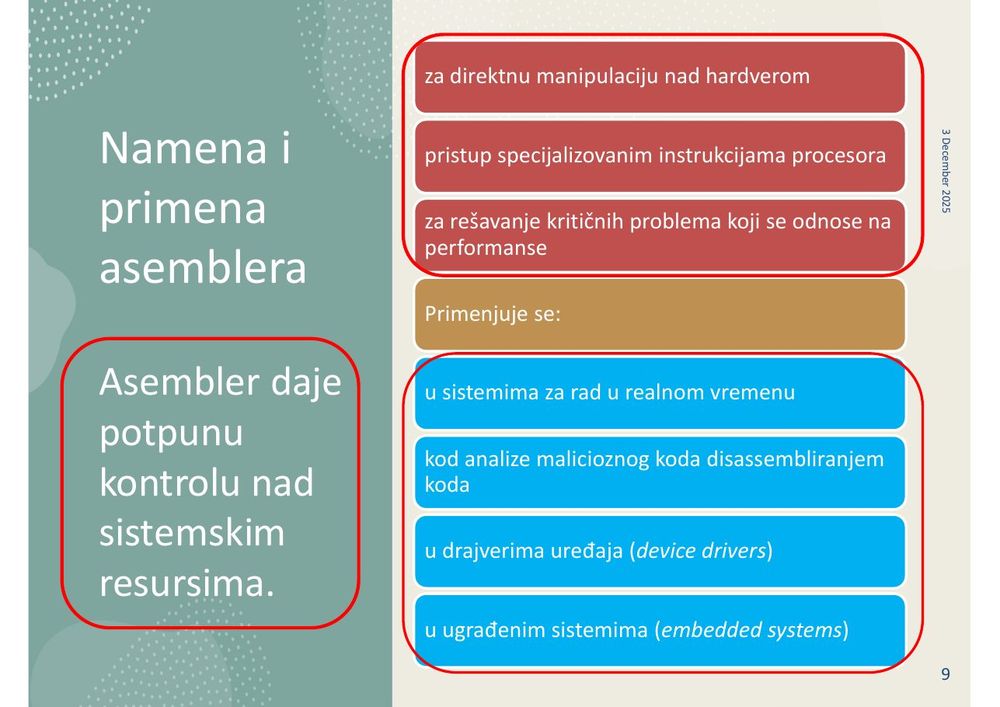 Namena i
primena
asemblera
Asembler daje
potpunu
kontrolu nad
sistemskim
resursima.
za direktnu manipulaciju nad hardverom
pristup specijalizovanim instrukcijama procesora
za rešavanje kritičnih problema koji se odnose na
performanse
Primenjuje se:
u sistemima za rad u realnom vremenu
kod analize malicioznog koda disassembliranjem
koda
u drajverima uređaja (device drivers)
u ugrađenim sistemima (embedded systems)
3 December 2025
9